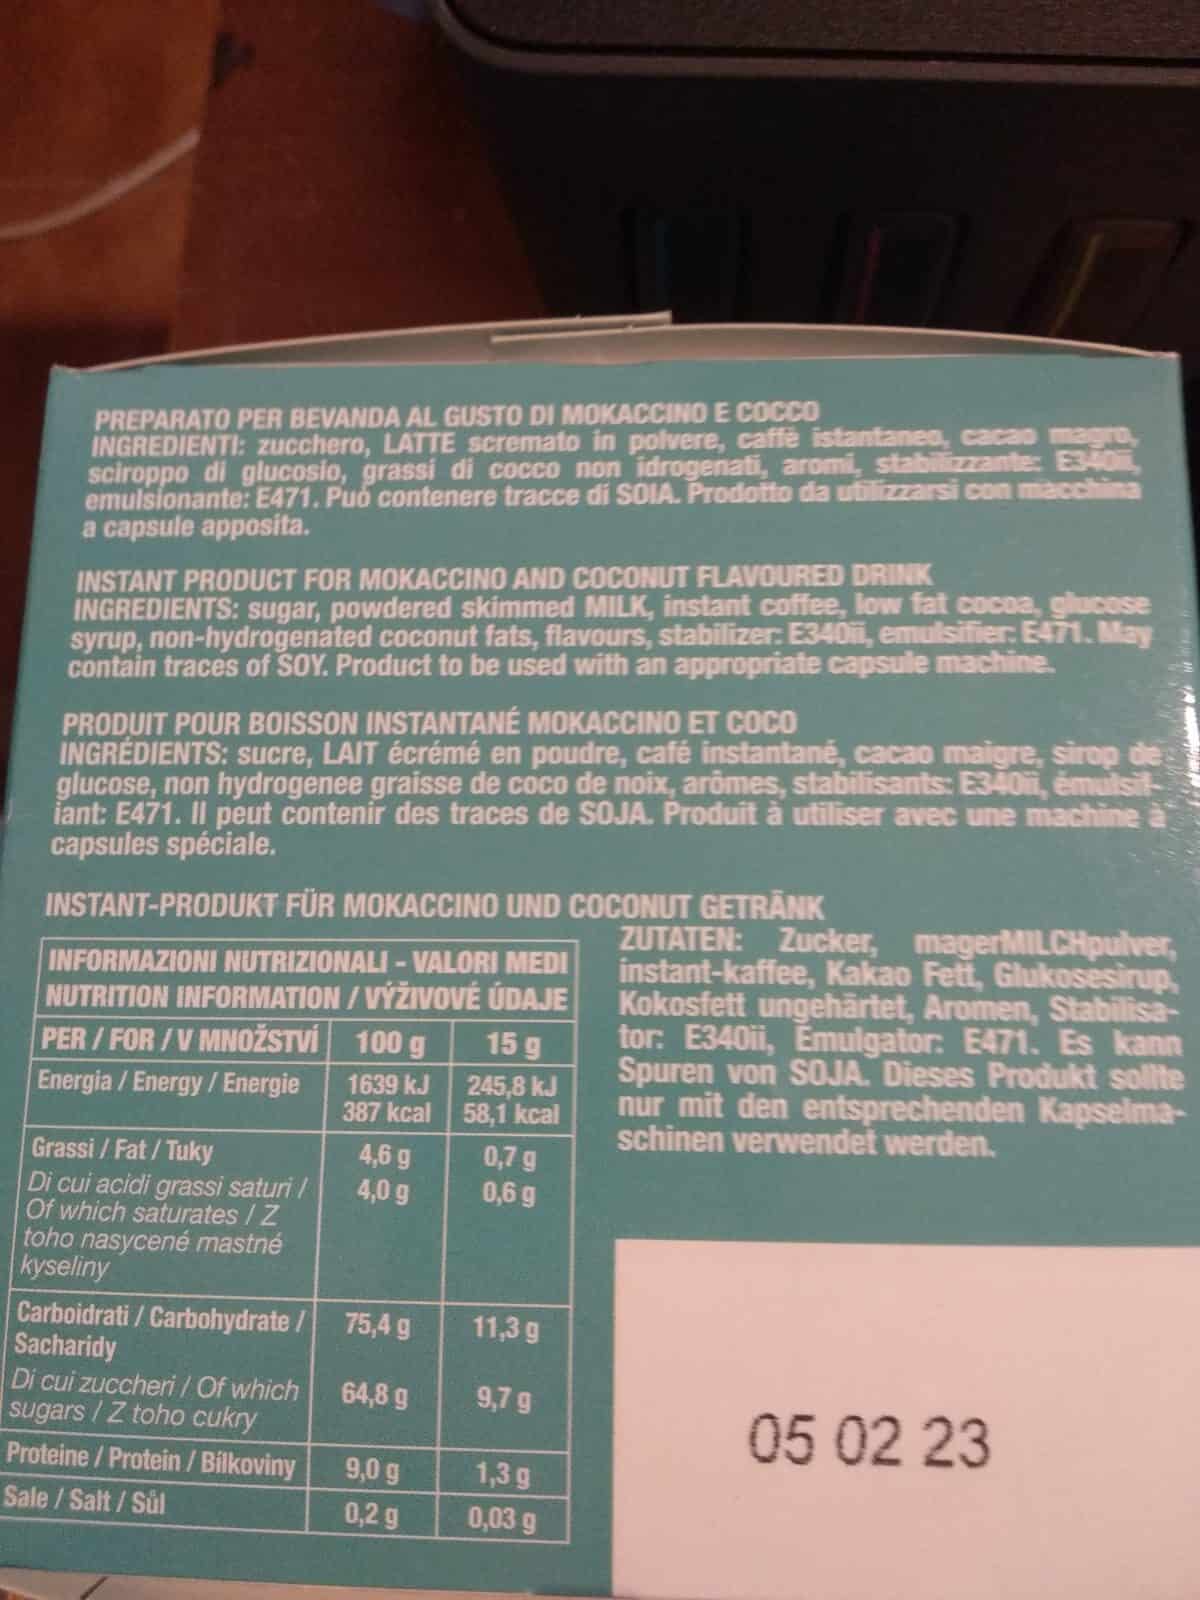 PREPARATO PER BEVANDA AL GUSTO DI MOKACCINO E COCCO
INGREDIENTI: zucchero, LATTE scremato in polvere, caffè istantaneo, cacao magro,
sciroppo di glucosio, grassi di cocco non idrogenati, aromi, stabilizzante: E340ii,
emulsionante: E471. Può contenere tracce di SOIA. Prodotto da utilizzarsi con macchina
a capsule apposita.
INSTANT PRODUCT FOR MOKACCINO AND COCONUT FLAVOURED DRINK
INGREDIENTS: sugar, powdered skimmed MILK, instant coffee, low fat cocoa, glucose
syrup, non-hydrogenated coconut fats, flavours, stabilizer: E340ii, emulsifier: E471. May
contain traces of SOY. Product to be used with an appropriate capsule machine.
PRODUIT POUR BOISSON INSTANTANÉ MOKACCINO ET COCO
INGRÉDIENTS: sucre, LAIT écrémé en poudre, café instantané, cacao maigre, sirop de
glucose, non hydrogenee graisse de coco de noix, arômes, stabilisants: E340ii, émulsif-
iant: E471. Il peut contenir des traces de SOJA. Produit à utiliser avec une machine à
capsules spéciale.
INSTANT-PRODUKT FÜR MOKACCINO UND COCONUT GETRÄNK
ZUTATEN: Zucker, magerMILCHpulver,
instant-kaffee, Kakao Fett, Glukosesirup,
Kokosfett ungehärtet, Aromen, Stabilisa-
tor: E340ii, Emulgator: E471. Es kann
Spuren von SOJA. Dieses Produkt sollte
nur mit den entsprechenden Kapselma-
schinen verwendet werden.
INFORMAZIONI NUTRIZIONALI - VALORI MEDI
NUTRITION INFORMATION / VÝŽIVOVÉ ÚDAJE
PER / FOR / V MNOŽSTVÍ 100 g 15 g
Energia / Energy / Energie 1639 kJ 245,8 kJ
387 kcal 58,1 kcal
Grassi / Fat / Tuky 4,6 g 0,7 g
Di cui acidi grassi saturi / 4,0 g 0,6 g
Of which saturates / Z
toho nasycené mastné
kyseliny
Carboidrati / Carbohydrate / 75,4 g 11,3 g
Sacharidy
Di cui zuccheri / Of which 64,8 g 9,7 g
sugars / Z toho cukry
Proteine / Protein / Bílkoviny 9,0 g 1,3 g
Sale / Salt / Sůl 0,2 g 0,03 g
05 02 23